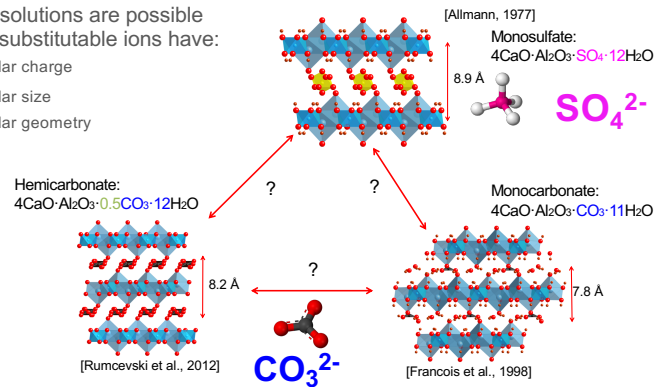 solutions are possible
substitutable ions have:
lar charge
lar size
lar geometry
[Allmann, 1977]
Monosulfate:
4CaO·Al2O3·SO4·12H2O
8.9 Å
SO₄²⁻
?
?
Hemicarbonate:
4CaO·Al2O3·0.5CO3·12H2O
Monocarbonate:
4CaO·Al2O3·CO3·11H2O
8.2 Å
?
7.8 Å
[Rumcevski et al., 2012]
CO₃²⁻
[Francois et al., 1998]